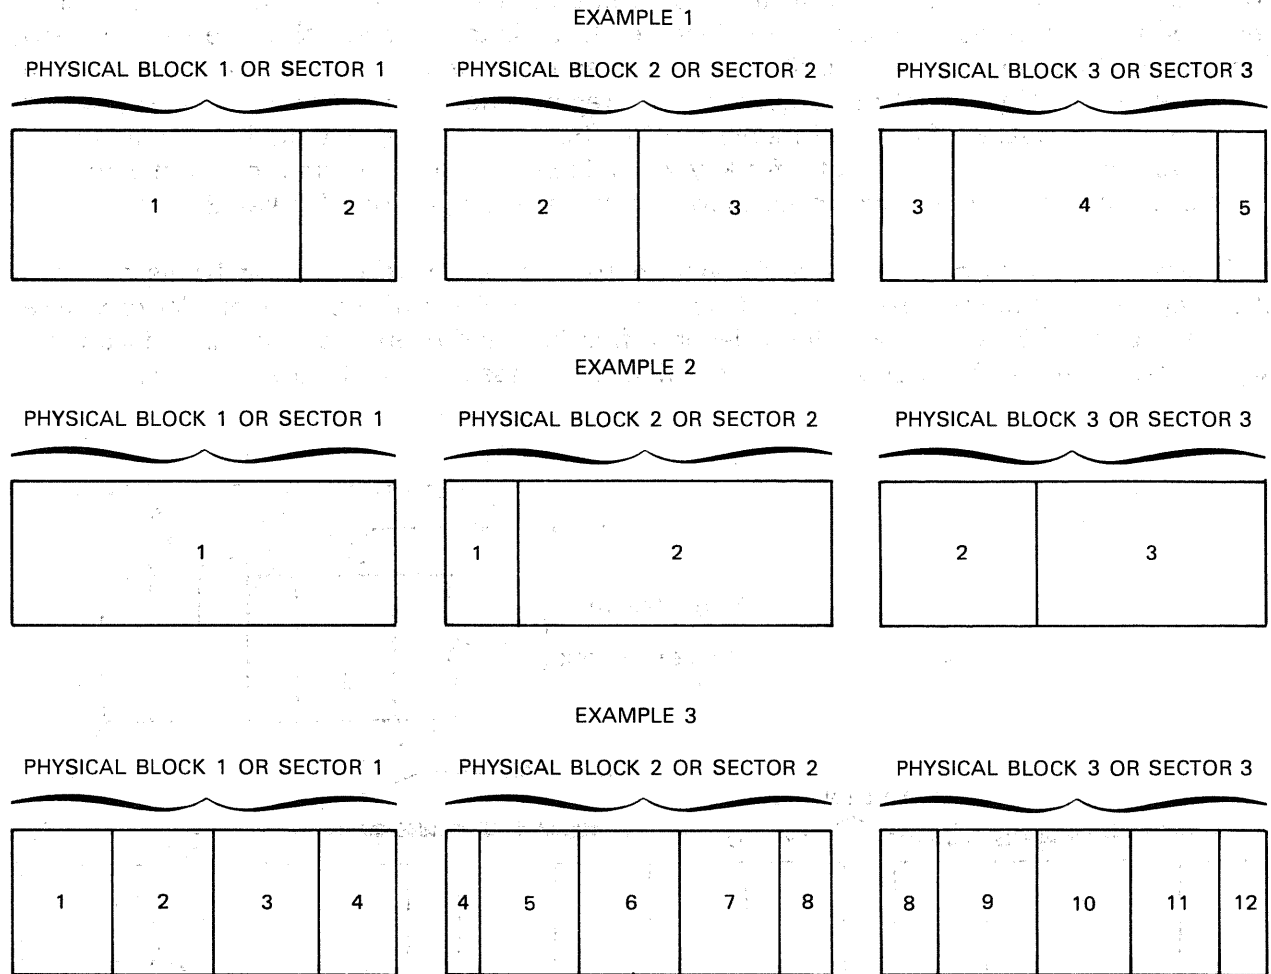 EXAMPLE 1
PHYSICAL BLOCK 1 OR SECTOR 1 PHYSICAL BLOCK 2 OR SECTOR 2 PHYSICAL BLOCK 3 OR SECTOR 3
1 2 2 3 3 4 5
EXAMPLE 2
PHYSICAL BLOCK 1 OR SECTOR 1 PHYSICAL BLOCK 2 OR SECTOR 2 PHYSICAL BLOCK 3 OR SECTOR 3
1 1 2 2 3
EXAMPLE 3
PHYSICAL BLOCK 1 OR SECTOR 1 PHYSICAL BLOCK 2 OR SECTOR 2 PHYSICAL BLOCK 3 OR SECTOR 3
1 2 3 4 4 5 6 7 8 8 9 10 11 12